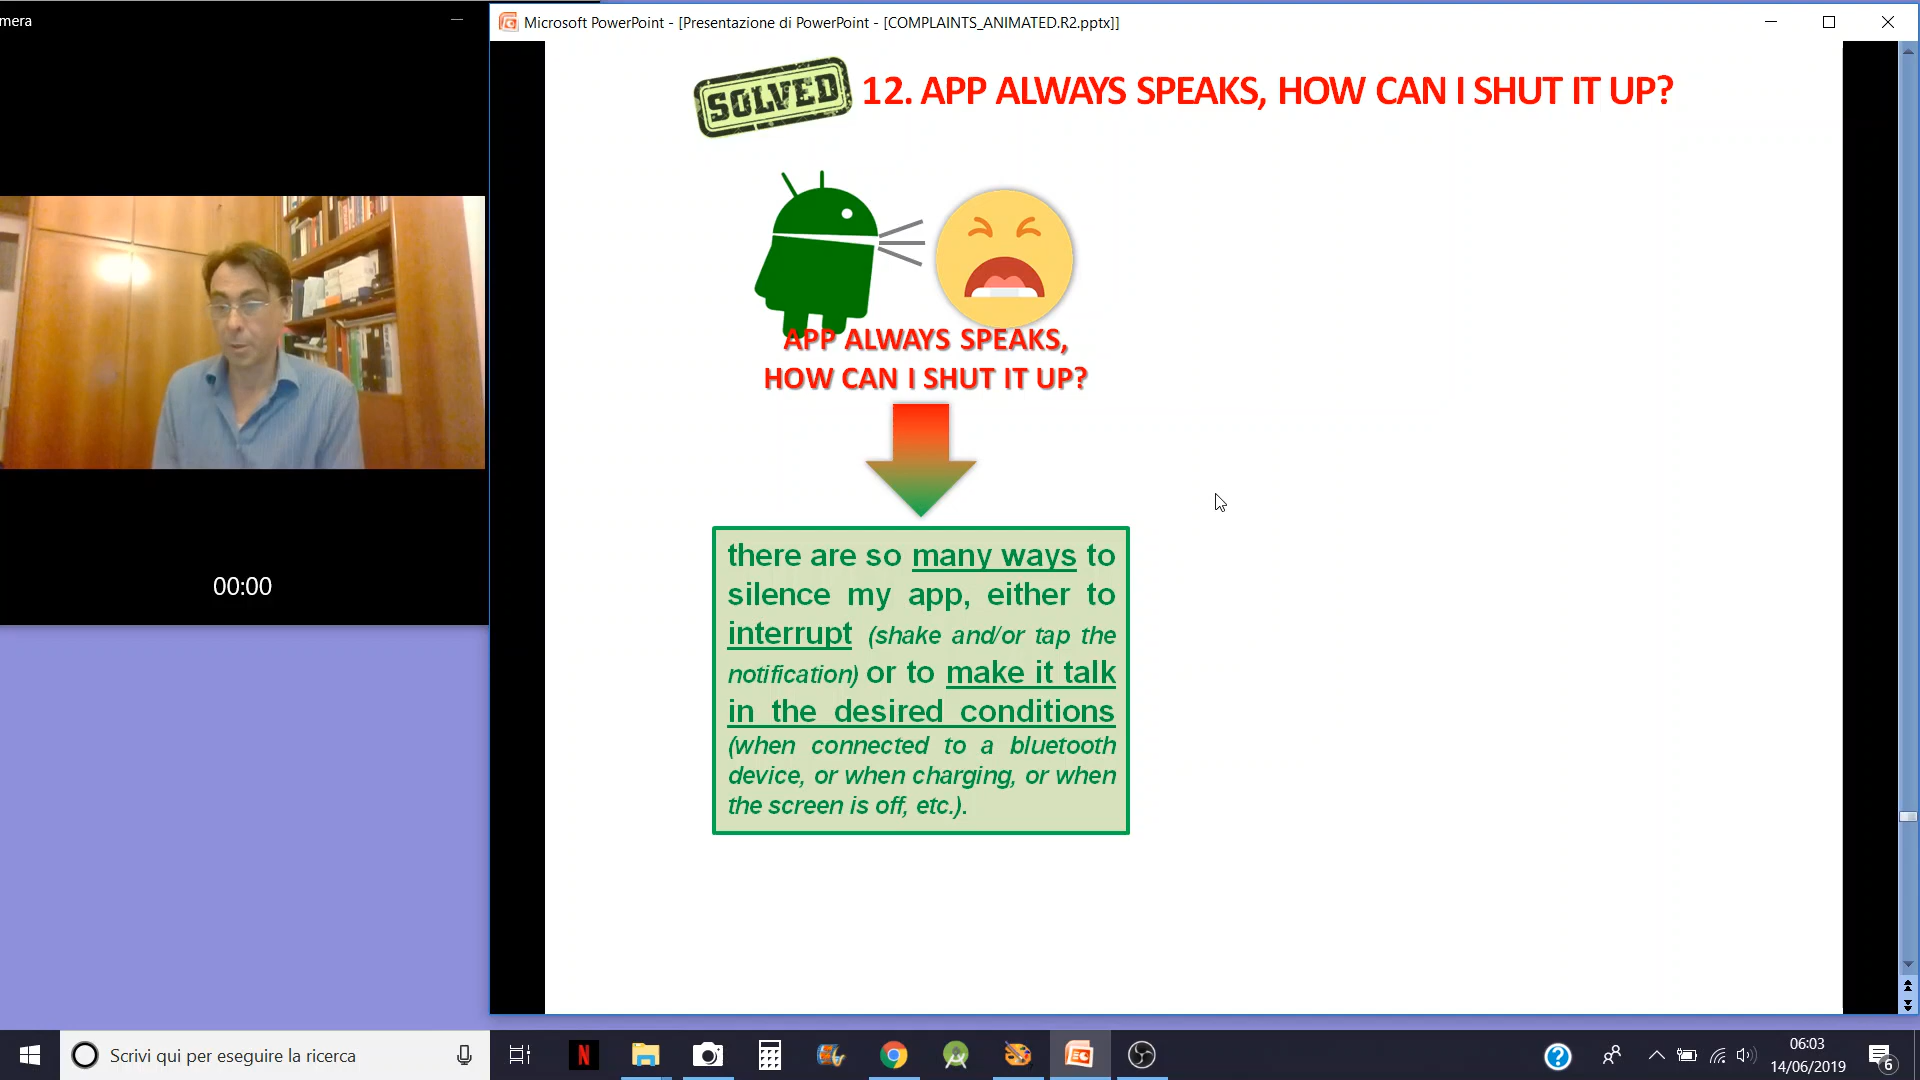 mera
Microsoft PowerPoint - [Presentazione di PowerPoint - [COMPLAINTS_ANIMATED.R2.pptx]]
SOLVED
12. APP ALWAYS SPEAKS, HOW CAN I SHUT IT UP?
APP ALWAYS SPEAKS,
HOW CAN I SHUT IT UP?
there are so many ways to
silence my app, either to
interrupt (shake and/or tap the
notification) or to make it talk
in the desired conditions
(when connected to a bluetooth
device, or when charging, or when
the screen is off, etc.).
00:00
Scrivi qui per eseguire la ricerca
N
06:03
14/06/2019
6